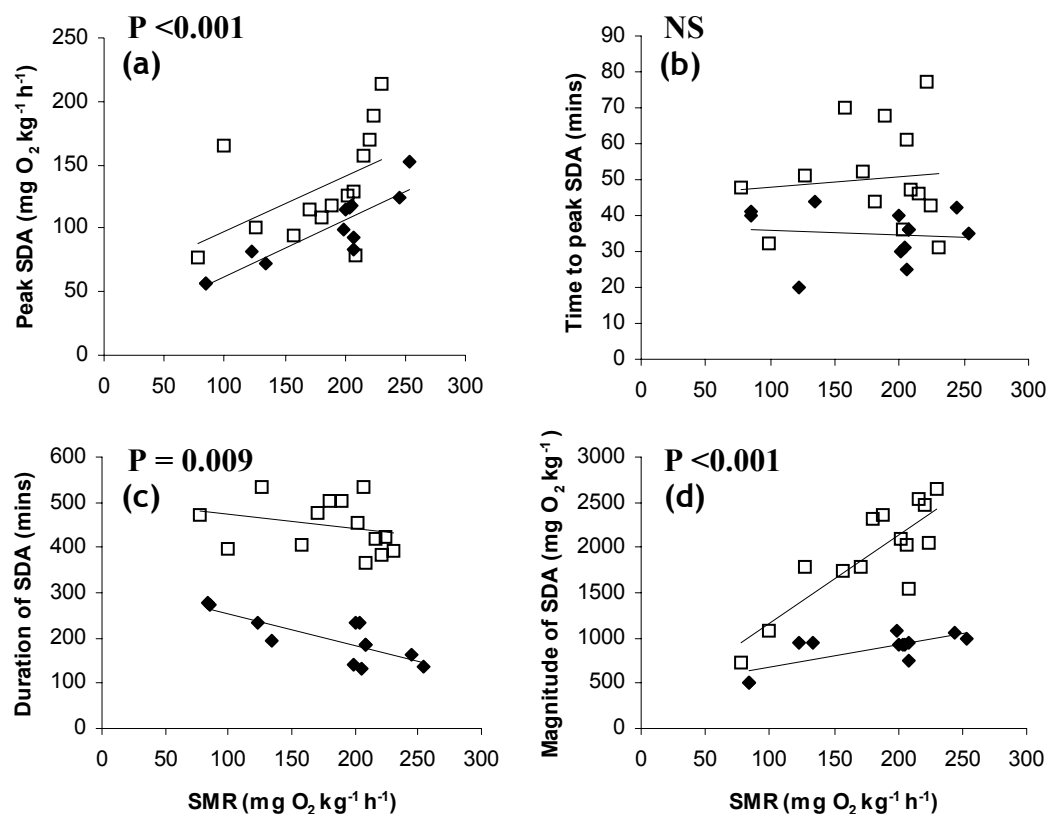 P <0.001
(a)
Peak SDA (mg O₂ kg⁻¹ h⁻¹)
250
200
150
100
50
0
0 50 100 150 200 250 300
NS
(b)
Time to peak SDA (mins)
90
80
70
60
50
40
30
20
10
0
0 50 100 150 200 250 300
P = 0.009
(c)
Duration of SDA (mins)
600
500
400
300
200
100
0
0 50 100 150 200 250 300
SMR (mg O₂ kg⁻¹ h⁻¹)
P <0.001
(d)
Magnitude of SDA (mg O₂ kg⁻¹)
3000
2500
2000
1500
1000
500
0
0 50 100 150 200 250 300
SMR (mg O₂ kg⁻¹ h⁻¹)